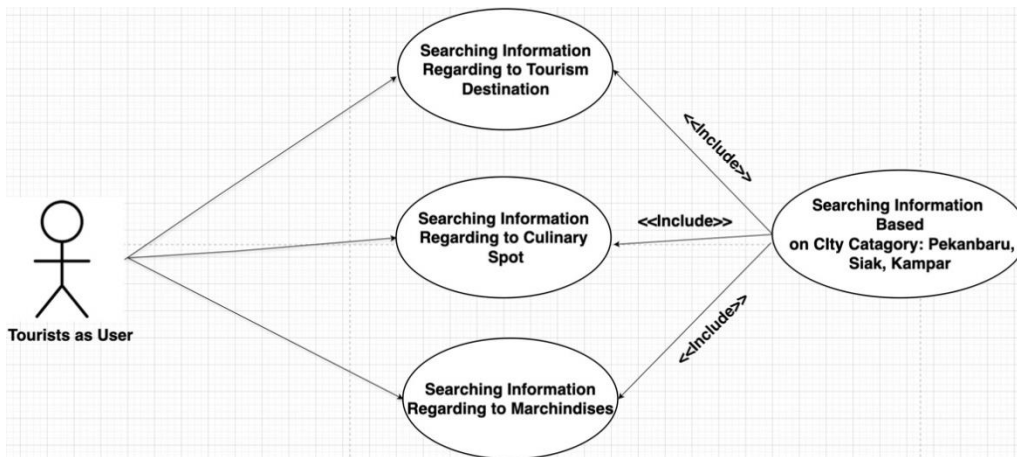 Searching Information
Regarding to Tourism
Destination
<<Include>>
Searching Information
Regarding to Culinary
Spot
<<Include>>
Searching Information
Based
on CIty Catagory: Pekanbaru,
Siak, Kampar
<<Include>>
Tourists as User
Searching Information
Regarding to Marchindises